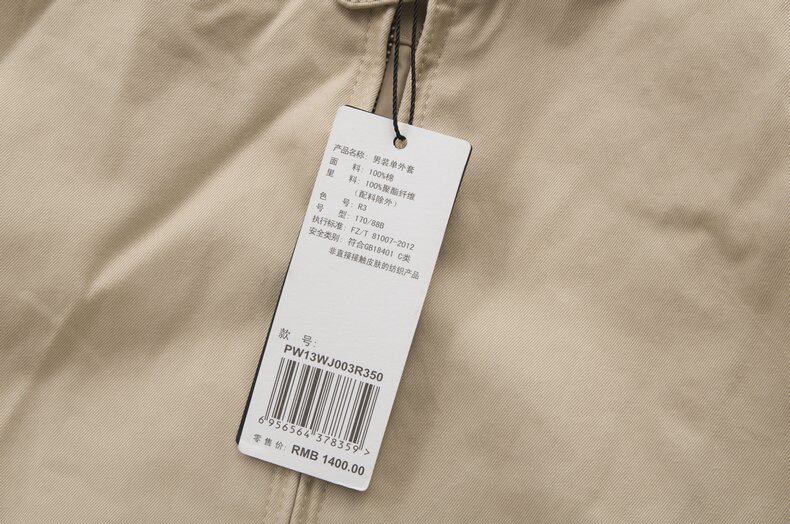 产品名称: 男装单外套
面 料: 100%棉
里 料: 100%聚酯纤维
(配料除外)
色 号: R3
号 型: 170/88B
执行标准: FZ/T 81007-2012
安全类别: 符合GB18401 C类
非直接接触皮肤的纺织产品
款 号:
PW13WJ003R350
6 956564 378359 >
零售价: RMB 1400.00